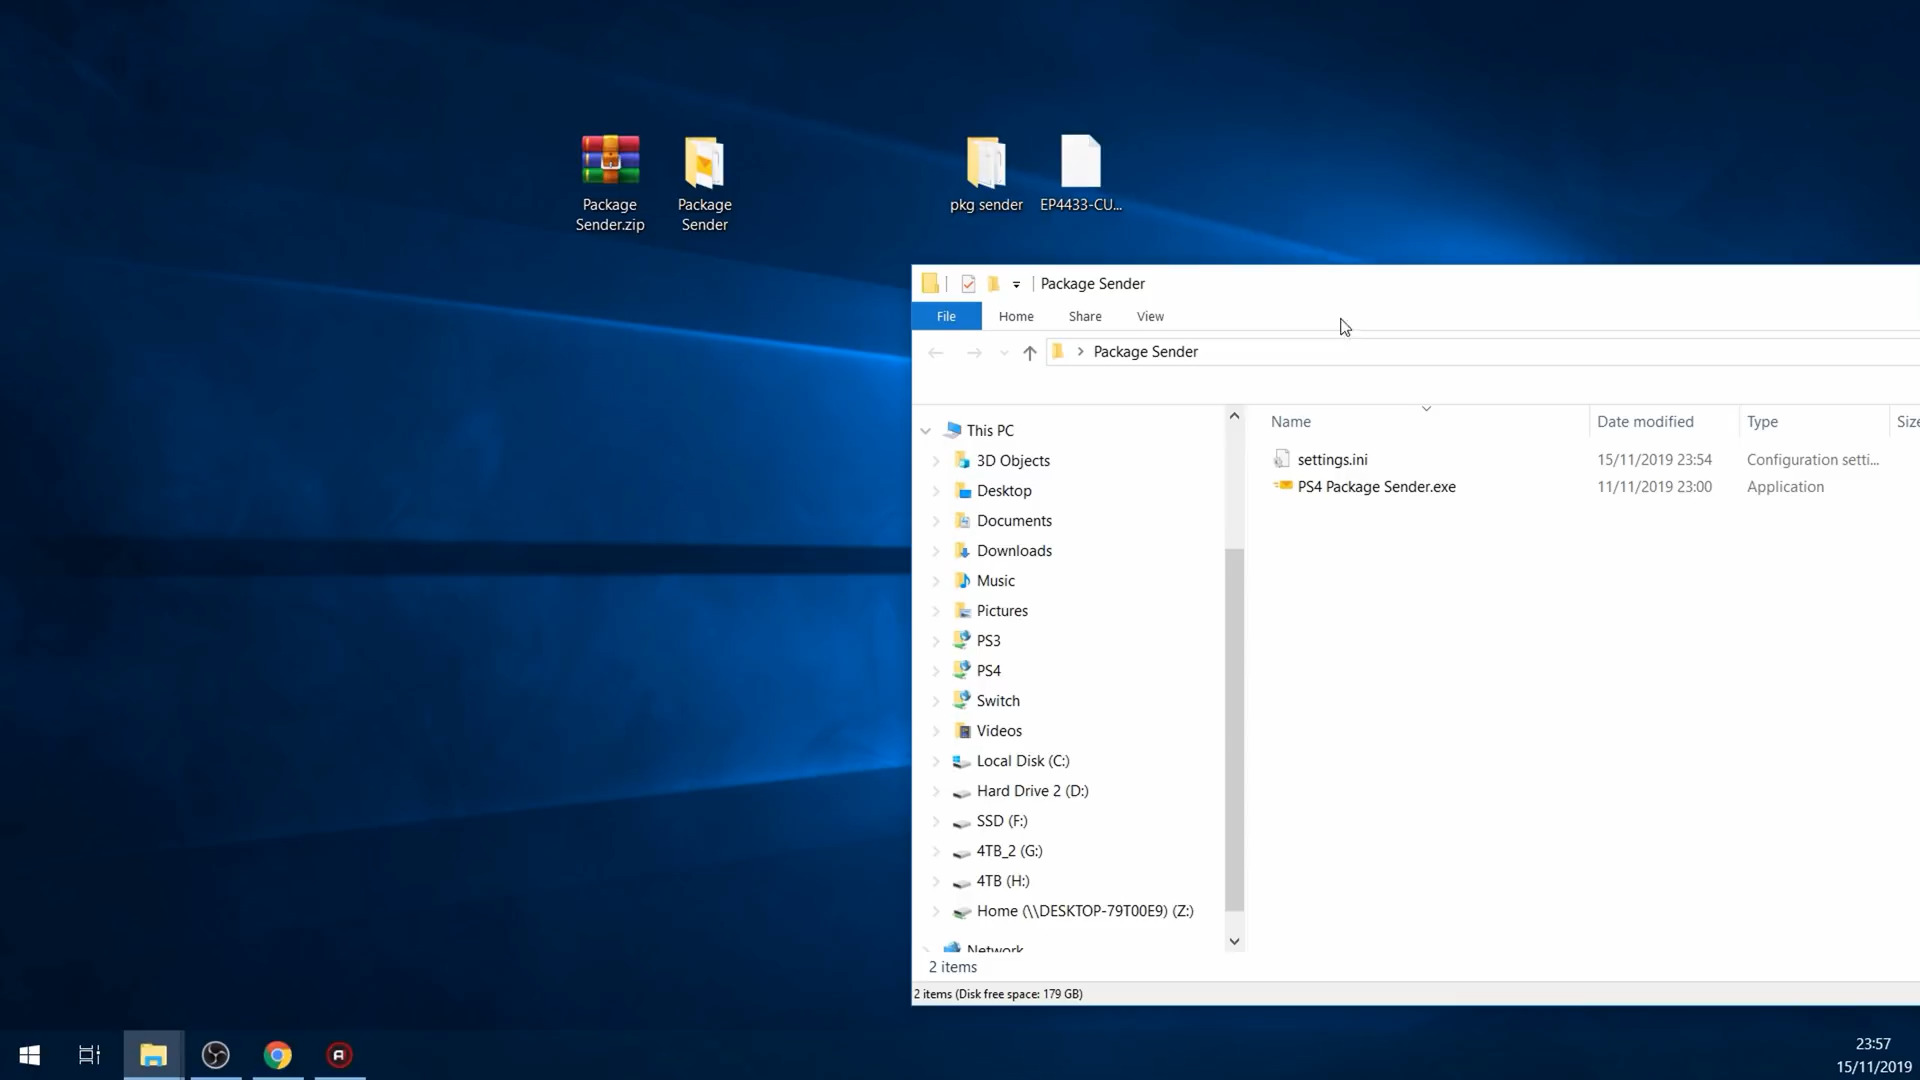 Package
Sender.zip
Package
Sender
pkg sender
EP4433-CU...
Package Sender
File
Home
Share
View
Package Sender
Name
Date modified
Type
Size
settings.ini
15/11/2019 23:54
Configuration setti...
PS4 Package Sender.exe
11/11/2019 23:00
Application
This PC
3D Objects
Desktop
Documents
Downloads
Music
Pictures
PS3
PS4
Switch
Videos
Local Disk (C:)
Hard Drive 2 (D:)
SSD (F:)
4TB_2 (G:)
4TB (H:)
Home (\\DESKTOP-79T00E9) (Z:)
Network
2 items
2 items (Disk free space: 179 GB)
23:57
15/11/2019